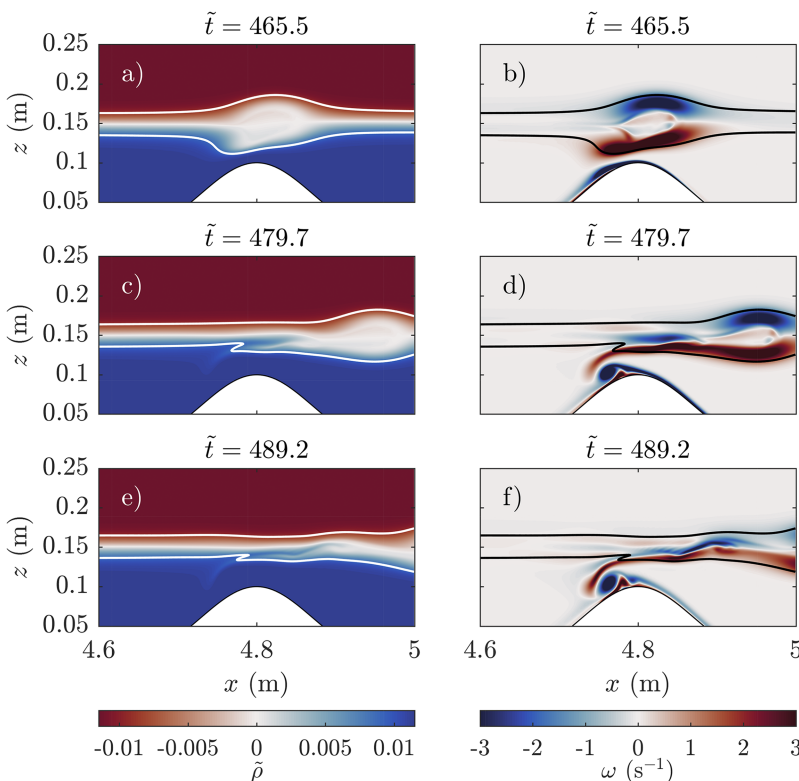 t̃ = 465.5 t̃ = 465.5
0.25
a) b)
0.2
z (m)
0.15
0.1
0.05
t̃ = 479.7 t̃ = 479.7
0.25
c) d)
0.2
z (m)
0.15
0.1
0.05
t̃ = 489.2 t̃ = 489.2
0.25
e) f)
0.2
z (m)
0.15
0.1
0.05
4.6 4.8 5 4.6 4.8 5
x (m) x (m)
-0.01 -0.005 0 0.005 0.01 -3 -2 -1 0 1 2 3
ρ̃ ω (s⁻¹)